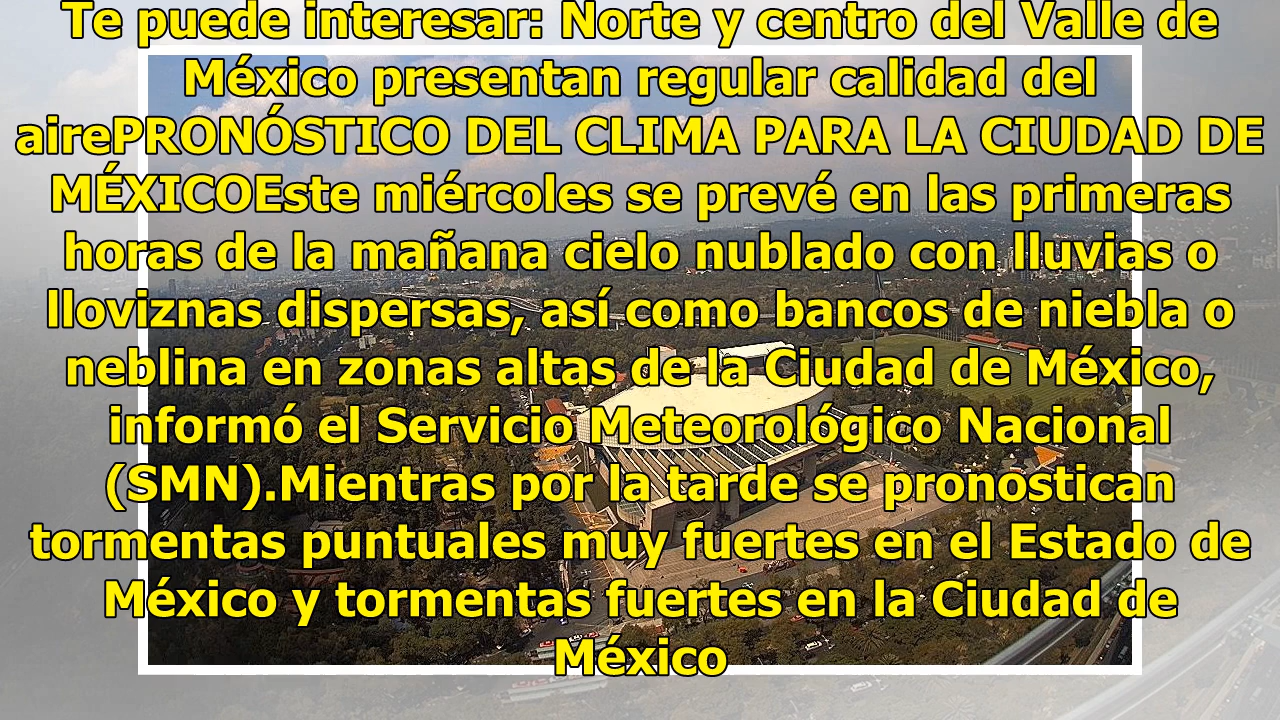 Te puede interesar: Norte y centro del Valle de
México presentan regular calidad del
airePRONÓSTICO DEL CLIMA PARA LA CIUDAD DE
MÉXICOEste miércoles se prevé en las primeras
horas de la mañana cielo nublado con lluvias o
lloviznas dispersas, así como bancos de niebla o
neblina en zonas altas de la Ciudad de México,
informó el Servicio Meteorológico Nacional
(SMN).Mientras por la tarde se pronostican
tormentas puntuales muy fuertes en el Estado de
México y tormentas fuertes en la Ciudad de
México